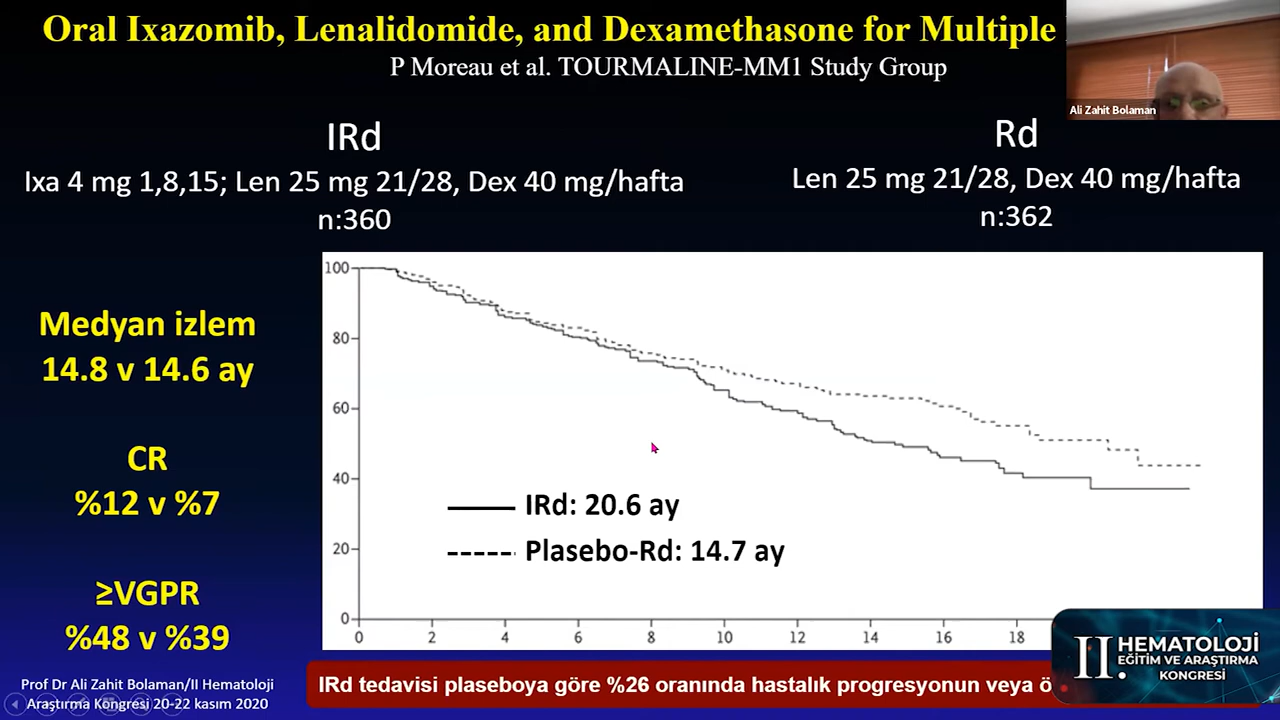 Oral Ixazomib, Lenalidomide, and Dexamethasone for Multiple
P Moreau et al. TOURMALINE-MM1 Study Group
Ali Zahit Bolaman
IRd
Ixa 4 mg 1,8,15; Len 25 mg 21/28, Dex 40 mg/hafta
n:360
Rd
Len 25 mg 21/28, Dex 40 mg/hafta
n:362
Medyan izlem
14.8 v 14.6 ay
CR
%12 v %7
≥VGPR
%48 v %39
100
80
60
40
20
0
IRd: 20.6 ay
Plasebo-Rd: 14.7 ay
0 2 4 6 8 10 12 14 16 18
IRd tedavisi plaseboya göre %26 oranında hastalık progresyonun veya
Prof Dr Ali Zahit Bolaman/II Hematoloji
Araştırma Kongresi 20-22 kasım 2020
II. HEMATOLOJİ
EĞİTİM VE ARAŞTIRMA
KONGRESİ